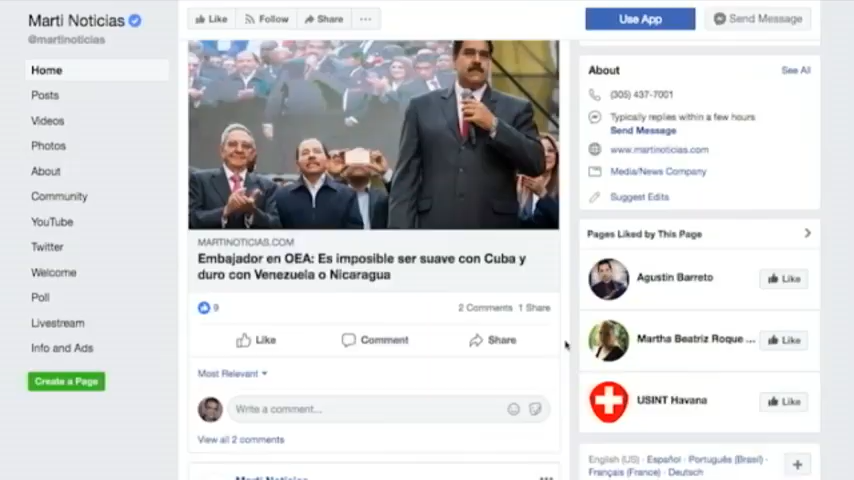 Marti Noticias
@martinoticias
Home
Posts
Videos
Photos
About
Community
YouTube
Twitter
Welcome
Poll
Livestream
Info and Ads
Create a Page
Like Follow Share
MARTINOTICIAS.COM
Embajador en OEA: Es imposible ser suave con Cuba y
duro con Venezuela o Nicaragua
9 2 Comments 1 Share
Like Comment Share
Most Relevant
Write a comment...
View all 2 comments
Marti Noticias
Use App Send Message
About See All
(305) 437-7001
Typically replies within a few hours
Send Message
www.martinoticias.com
Media/News Company
Suggest Edits
Pages Liked by This Page
Agustin Barreto Like
Martha Beatriz Roque ... Like
USINT Havana Like
English (US) · Español · Português (Brasil) ·
Français (France) · Deutsch